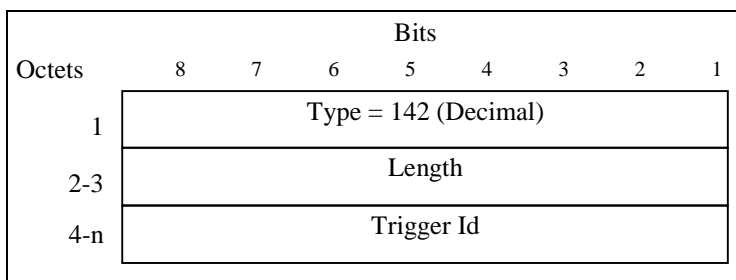 Bits
Octets 8 7 6 5 4 3 2 1
1 Type = 142 (Decimal)
2-3 Length
4-n Trigger Id